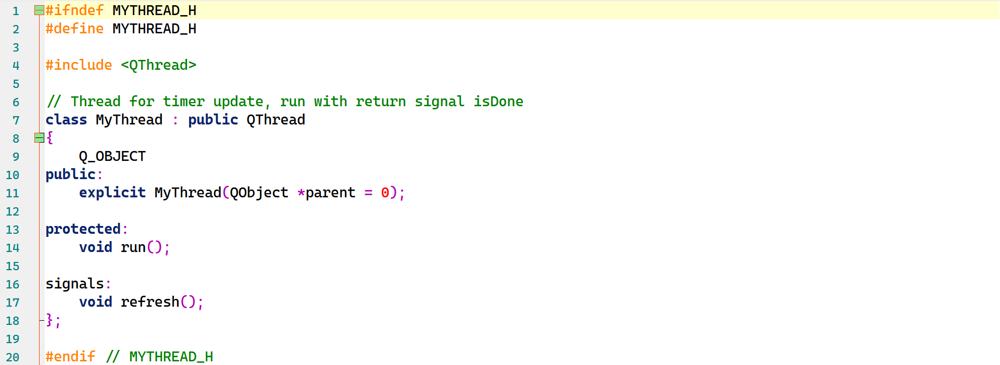 1 #ifndef MYTHREAD_H
2 #define MYTHREAD_H
3
4 #include <QThread>
5
6 // Thread for timer update, run with return signal isDone
7 class MyThread : public QThread
8 {
9     Q_OBJECT
10 public:
11     explicit MyThread(QObject *parent = 0);
12
13 protected:
14     void run();
15
16 signals:
17     void refresh();
18 };
19
20 #endif // MYTHREAD_H